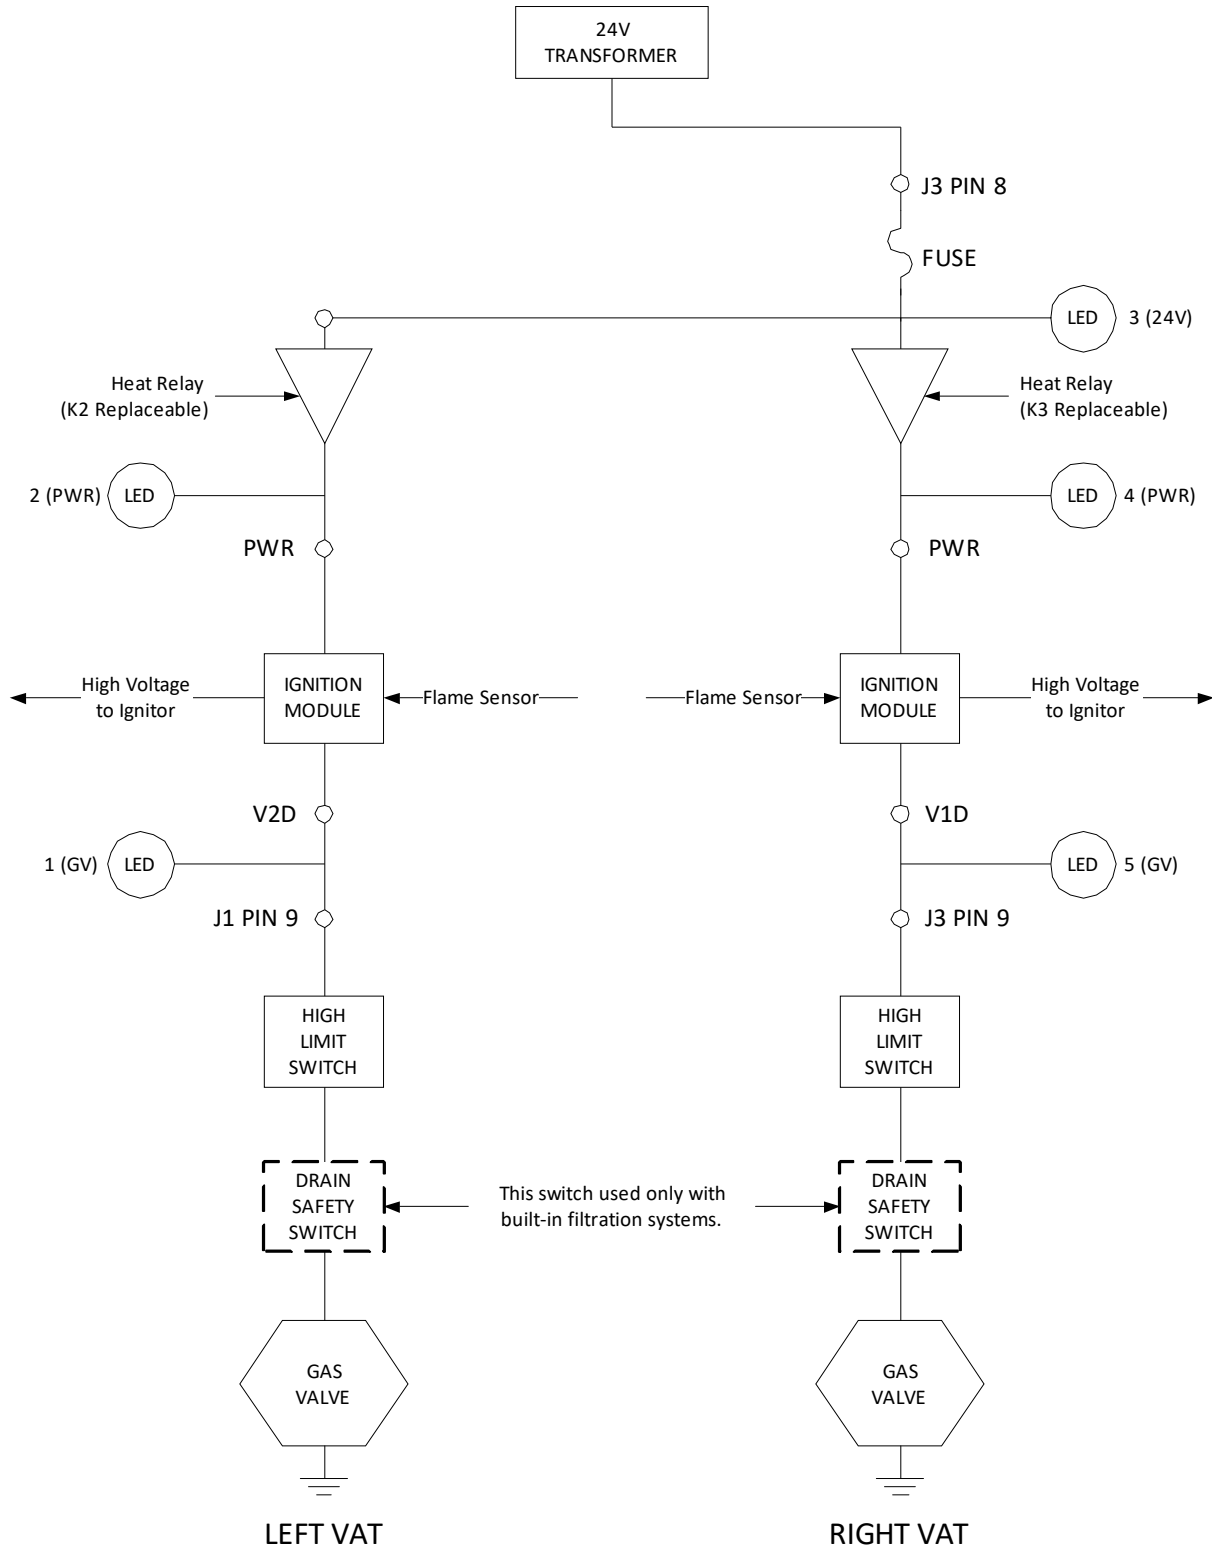 24V
TRANSFORMER
J3 PIN 8
FUSE
LED
3 (24V)
Heat Relay
(K2 Replaceable)
Heat Relay
(K3 Replaceable)
2 (PWR)
LED
LED
4 (PWR)
PWR
PWR
High Voltage
to Ignitor
IGNITION
MODULE
Flame Sensor
Flame Sensor
IGNITION
MODULE
High Voltage
to Ignitor
V2D
V1D
1 (GV)
LED
LED
5 (GV)
J1 PIN 9
J3 PIN 9
HIGH
LIMIT
SWITCH
HIGH
LIMIT
SWITCH
DRAIN
SAFETY
SWITCH
This switch used only with
built-in filtration systems.
DRAIN
SAFETY
SWITCH
GAS
VALVE
GAS
VALVE
LEFT VAT
RIGHT VAT